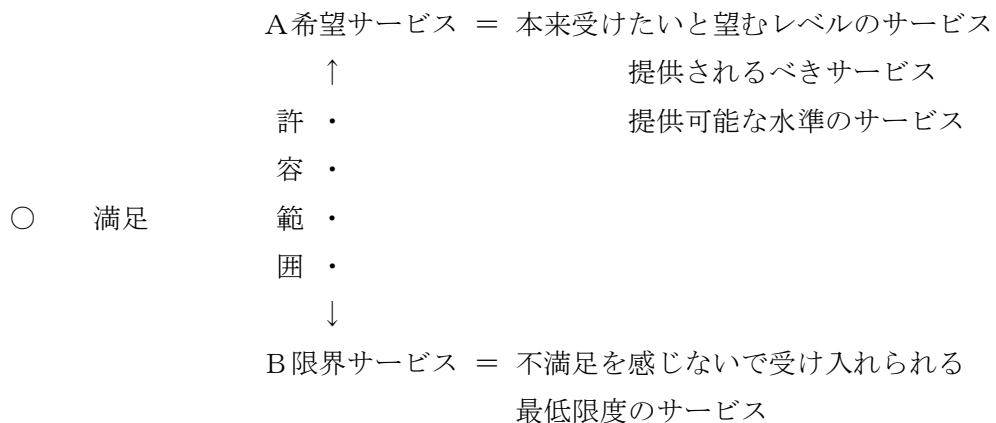 A希望サービス ＝ 本来受けたいと望むレベルのサービス
↑ 提供されるべきサービス
許 ・ 提供可能な水準のサービス
容 ・
○ 満足 範 ・
囲 ・
↓
B限界サービス ＝ 不満足を感じないで受け入れられる
最低限度のサービス